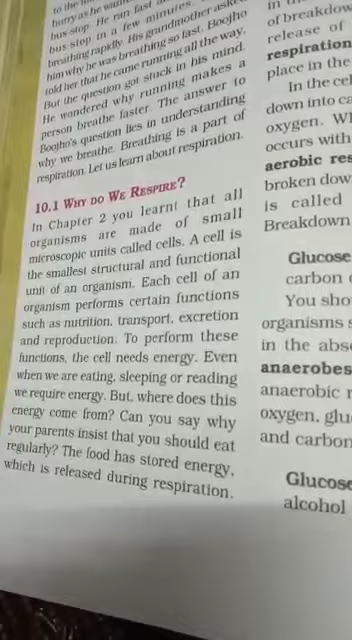 hurry as he
bus stop. He ran fast
bus stop in a few minutes.
breathing rapidly. His grandmother asked
him why he was breathing so fast. Boojho
told her that he came running all the way.
But the question got stuck in his mind.
He wondered why running makes a
person breathe faster. The answer to
Boojho's question lies in understanding
why we breathe. Breathing is a part of
respiration. Let us learn about respiration.
10.1 WHY DO WE RESPIRE?
In Chapter 2 you learnt that all
organisms are made of small
microscopic units called cells. A cell is
the smallest structural and functional
unit of an organism. Each cell of an
organism performs certain functions
such as nutrition, transport, excretion
and reproduction. To perform these
functions, the cell needs energy. Even
when we are eating, sleeping or reading
we require energy. But, where does this
energy come from? Can you say why
your parents insist that you should eat
regularly? The food has stored energy,
which is released during respiration.
of breakdow
release of
respiration
place in the
In the cel
down into ca
oxygen. Wh
occurs with
aerobic res
broken dow
is called
Breakdown
Glucose
carbon
You sho
organisms s
in the abse
anaerobes
anaerobic r
oxygen, glu
and carbon
Glucose
alcohol